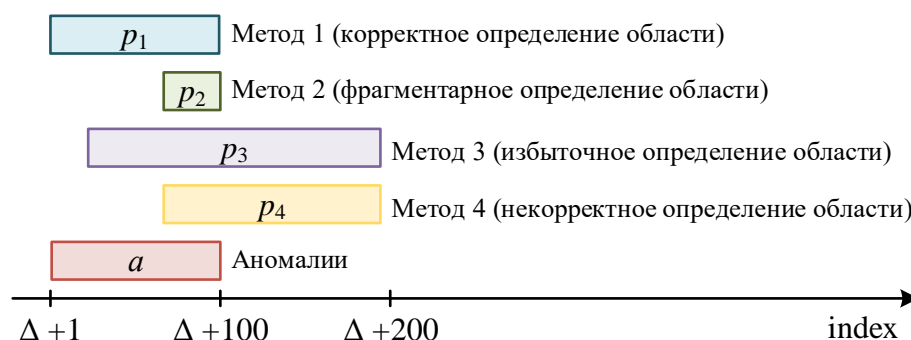 p1 Метод 1 (корректное определение области)
p2 Метод 2 (фрагментарное определение области)
p3 Метод 3 (избыточное определение области)
p4 Метод 4 (некорректное определение области)
a Аномалии
Δ +1 Δ +100 Δ +200 index